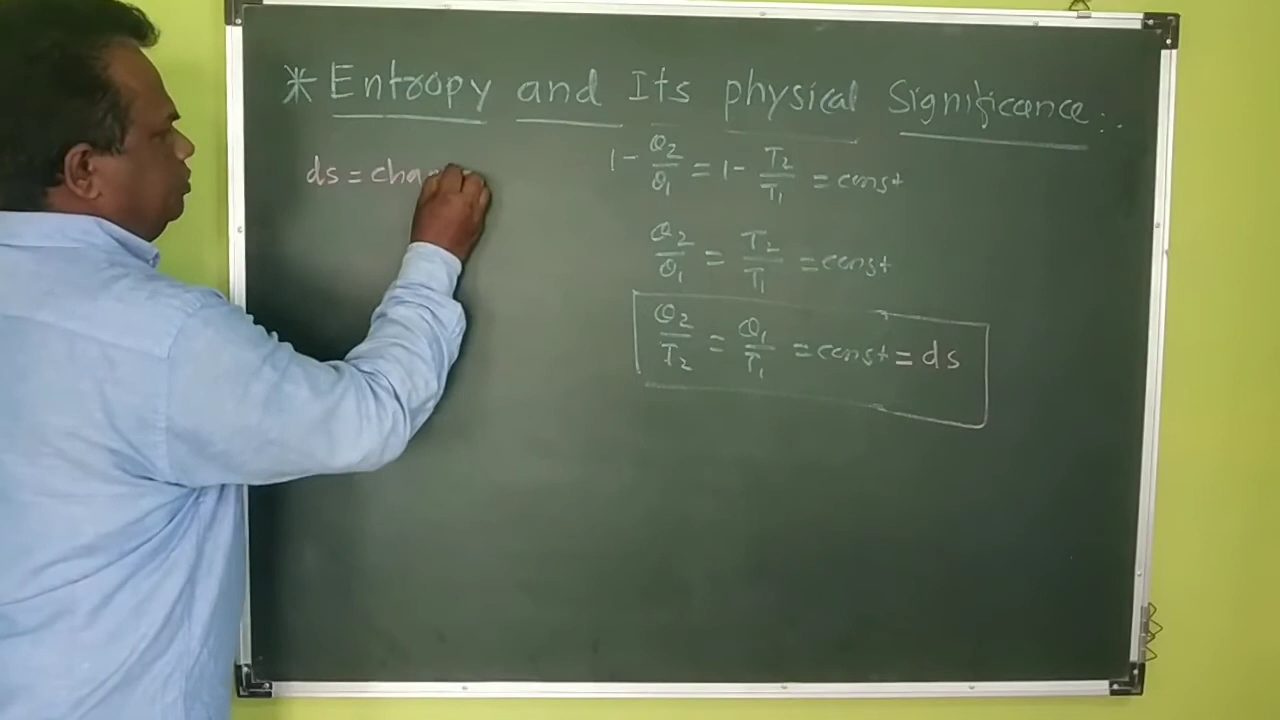 * Entropy and Its physical Significance :.
ds = cha
1 - Q2/Q1 = 1 - T2/T1 = const
Q2/Q1 = T2/T1 = const
Q2/T2 = Q1/T1 = const = ds